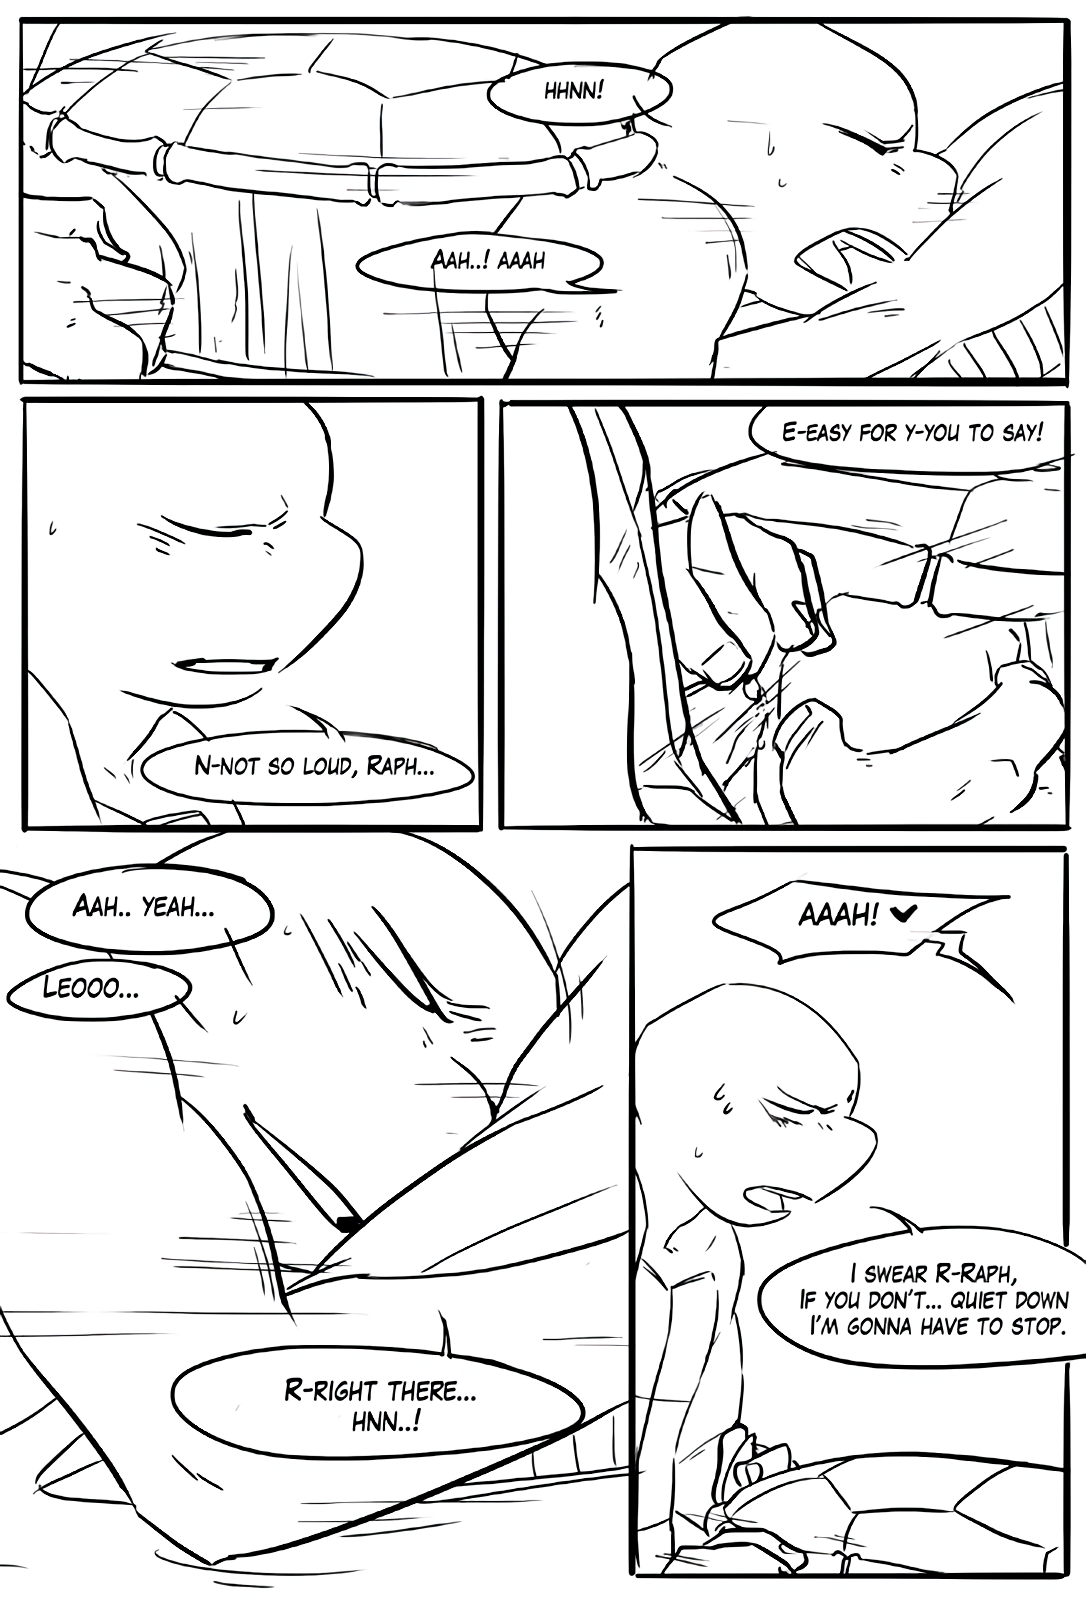 HHNN!
AAH..! AAAH
N-NOT SO LOUD, RAPH...
E-EASY FOR Y-YOU TO SAY!
AAH.. YEAH...
LEOOO...
R-RIGHT THERE...
HNN..!
AAAH! ♥
I SWEAR R-RAPH,
IF YOU DON'T... QUIET DOWN
I'M GONNA HAVE TO STOP.